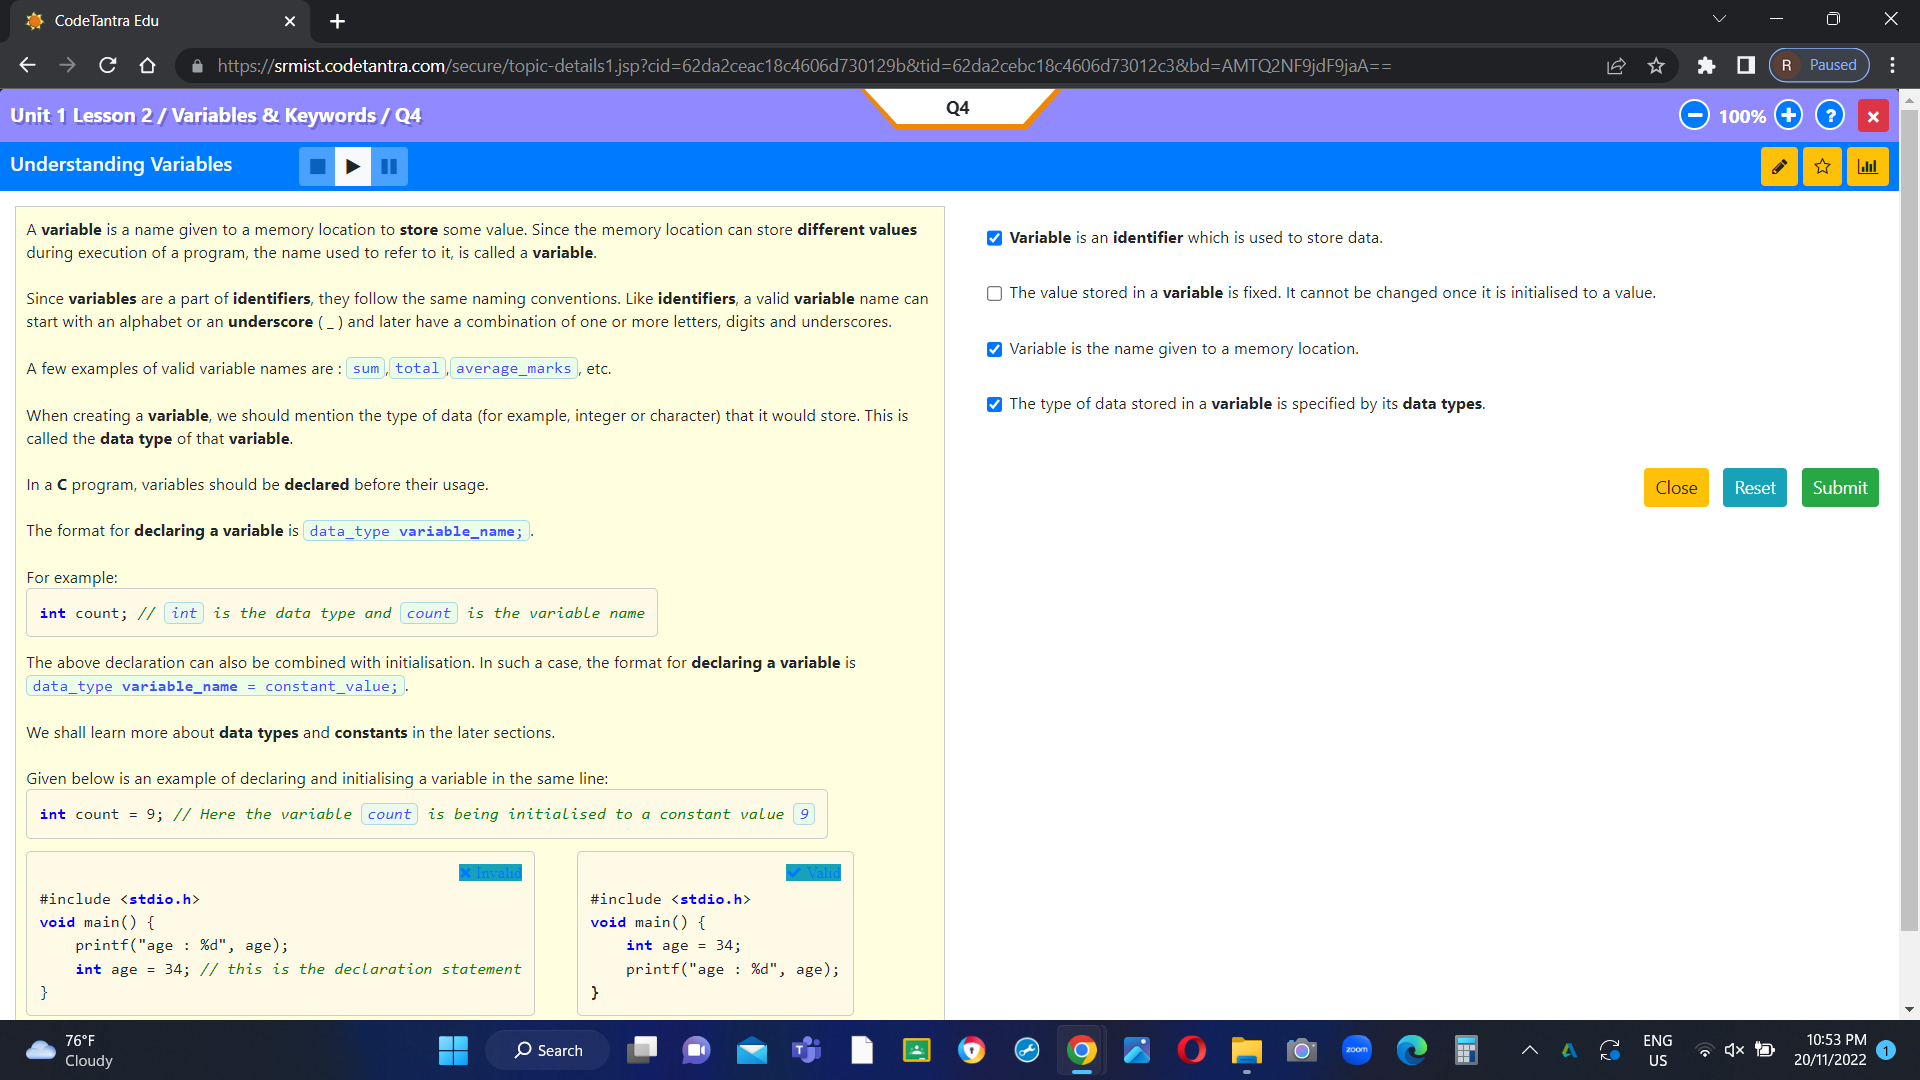 CodeTantra Edu
https://srmist.codetantra.com/secure/topic-details1.jsp?cid=62da2ceac18c4606d730129b&tid=62da2cebc18c4606d73012c3&bd=AMTQ2NF9jdF9jaA==
R Paused
Unit 1 Lesson 2 / Variables & Keywords / Q4
Q4
100%
?
Understanding Variables
A variable is a name given to a memory location to store some value. Since the memory location can store different values
during execution of a program, the name used to refer to it, is called a variable.
Since variables are a part of identifiers, they follow the same naming conventions. Like identifiers, a valid variable name can
start with an alphabet or an underscore ( _ ) and later have a combination of one or more letters, digits and underscores.
A few examples of valid variable names are : sum, total, average_marks, etc.
When creating a variable, we should mention the type of data (for example, integer or character) that it would store. This is
called the data type of that variable.
In a C program, variables should be declared before their usage.
The format for declaring a variable is data_type variable_name;.
For example:
int count; // int is the data type and count is the variable name
The above declaration can also be combined with initialisation. In such a case, the format for declaring a variable is
data_type variable_name = constant_value;.
We shall learn more about data types and constants in the later sections.
Given below is an example of declaring and initialising a variable in the same line:
int count = 9; // Here the variable count is being initialised to a constant value 9
Invalid
#include <stdio.h>
void main() {
printf("age : %d", age);
int age = 34; // this is the declaration statement
}
Valid
#include <stdio.h>
void main() {
int age = 34;
printf("age : %d", age);
}
Variable is an identifier which is used to store data.
The value stored in a variable is fixed. It cannot be changed once it is initialised to a value.
Variable is the name given to a memory location.
The type of data stored in a variable is specified by its data types.
Close Reset Submit
76°F
Cloudy
Search
zoom
ENG
US
10:53 PM
20/11/2022
1